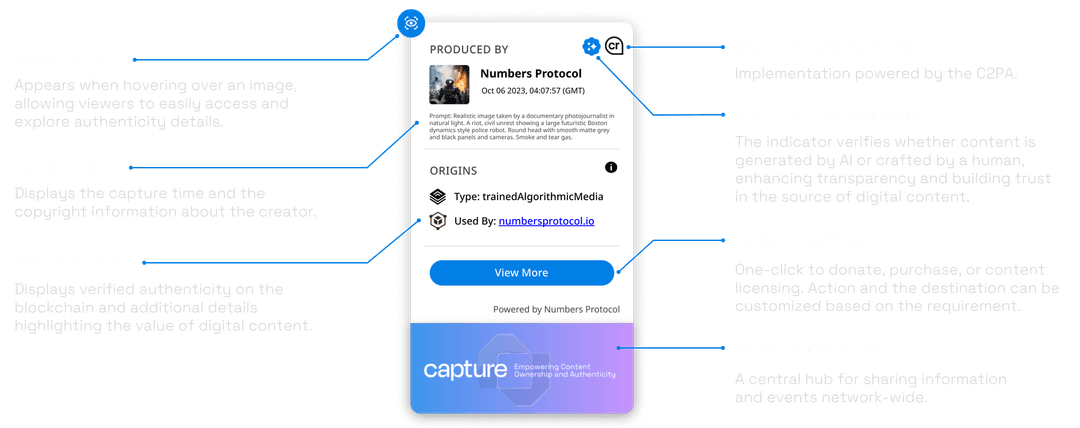 Appears when hovering over an image,
allowing viewers to easily access and
explore authenticity details.
Displays the capture time and the
copyright information about the creator.
Displays verified authenticity on the
blockchain and additional details
highlighting the value of digital content.
PRODUCED BY
cr
Numbers Protocol
Oct 06 2023, 04:07:57 (GMT)
Prompt: Realistic image taken by a documentary photojournalist in
natural light. A riot, civil unrest showing a large futuristic Boston
dynamics style police robot. Round head with smooth matte grey
and black panels and cameras. Smoke and tear gas.
ORIGINS
i
Type: trainedAlgorithmicMedia
Used By: numbersprotocol.io
View More
Powered by Numbers Protocol
capture
Empowering Content
Ownership and Authenticity
Implementation powered by the C2PA.
The indicator verifies whether content is
generated by AI or crafted by a human,
enhancing transparency and building trust
in the source of digital content.
One-click to donate, purchase, or content
licensing. Action and the destination can be
customized based on the requirement.
A central hub for sharing information
and events network-wide.